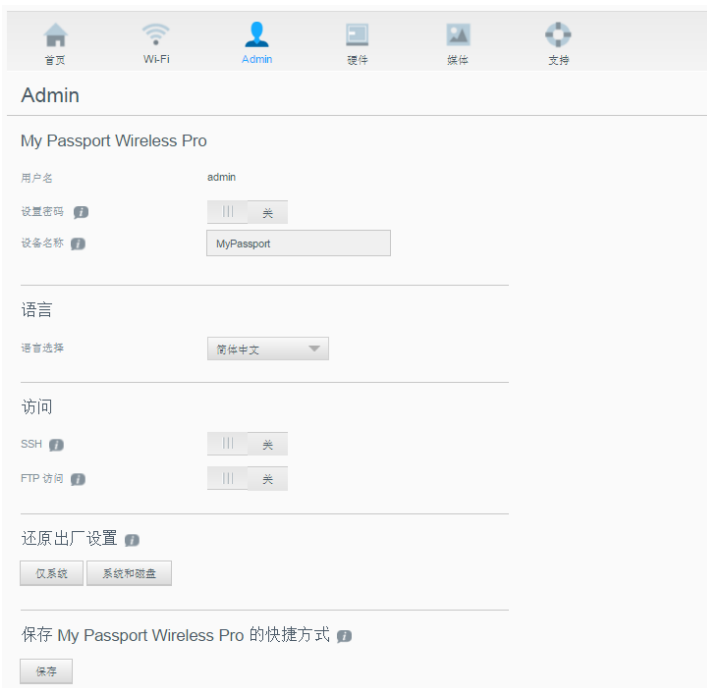 首页 Wi-Fi Admin 硬件 媒体 支持
Admin
My Passport Wireless Pro
用户名 admin
设置密码 关
设备名称 MyPassport
语言
语言选择 简体中文
访问
SSH 关
FTP 访问 关
还原出厂设置
仅系统 系统和磁盘
保存 My Passport Wireless Pro 的快捷方式
保存